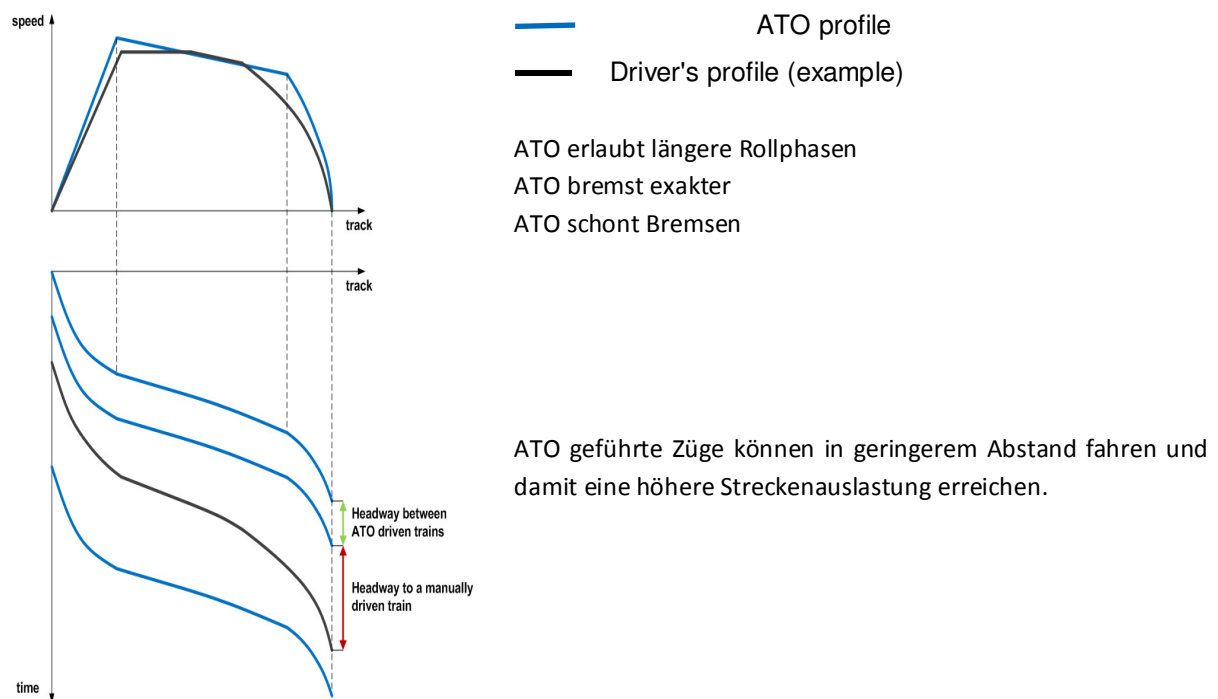 speed
track
track
Headway between
ATO driven trains
Headway to a manually
driven train
time
ATO profile
Driver's profile (example)
ATO erlaubt längere Rollphasen
ATO bremst exakter
ATO schont Bremsen
ATO geführte Züge können in geringerem Abstand fahren und
damit eine höhere Streckenauslastung erreichen.